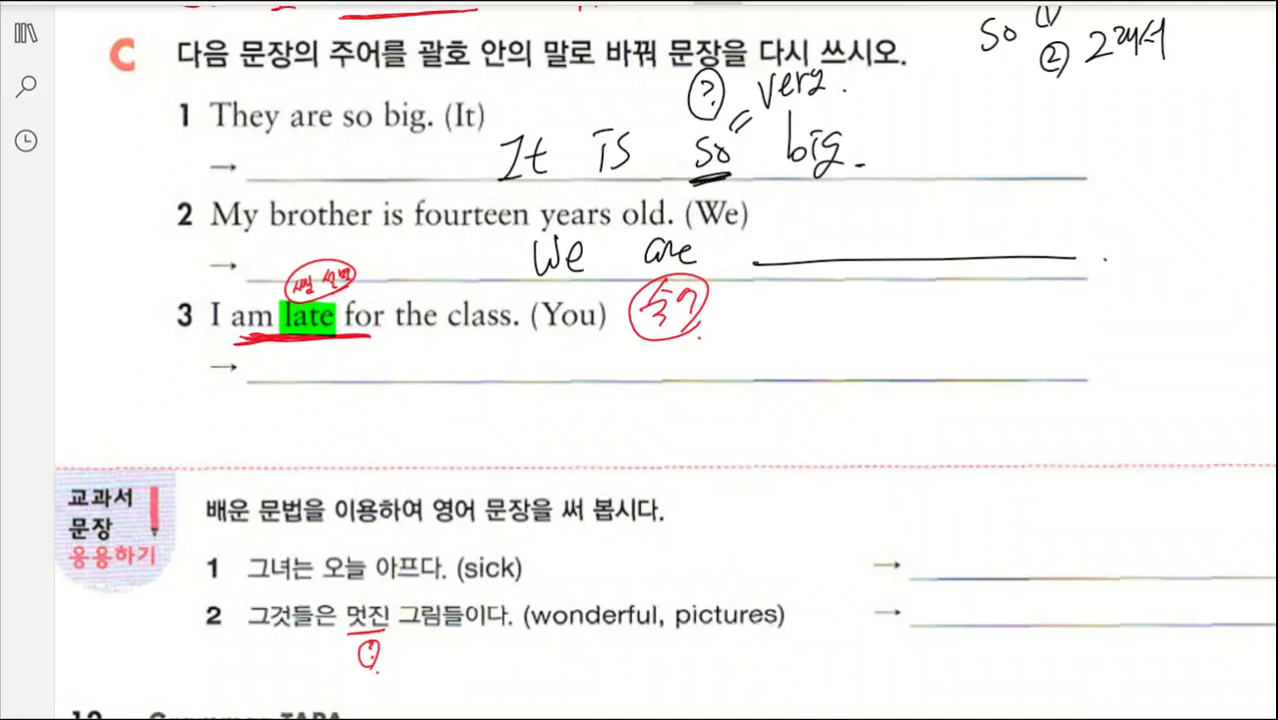 so ①
② 그래서
C 다음 문장의 주어를 괄호 안의 말로 바꿔 문장을 다시 쓰시오.
? very.
1 They are so big. (It)
→ It is so big.
2 My brother is fourteen years old. (We)
→ We are
3 I am late for the class. (You)
→
교과서
문장
응용하기
배운 문법을 이용하여 영어 문장을 써 봅시다.
1 그녀는 오늘 아프다. (sick) →
2 그것들은 멋진 그림들이다. (wonderful, pictures) →
?